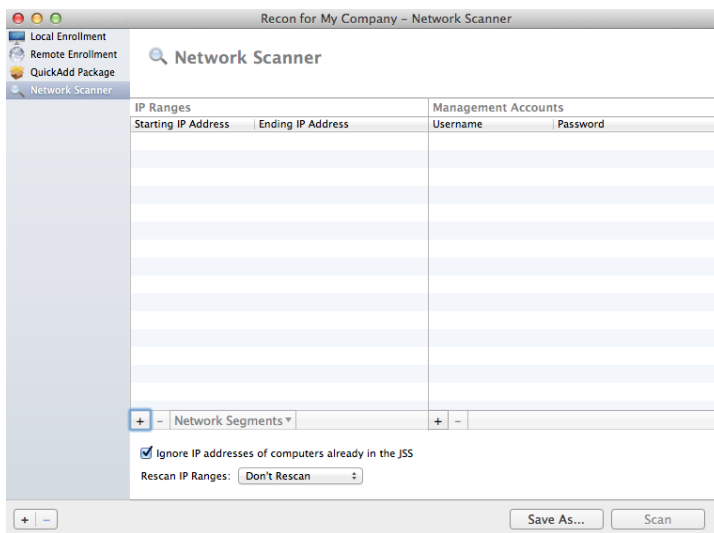 Recon for My Company – Network Scanner
Local Enrollment
Remote Enrollment
QuickAdd Package
Network Scanner
Network Scanner
IP Ranges
Management Accounts
Starting IP Address
Ending IP Address
Username
Password
+ – Network Segments ▾
+ –
Ignore IP addresses of computers already in the JSS
Rescan IP Ranges: Don't Rescan
+ –
Save As...
Scan